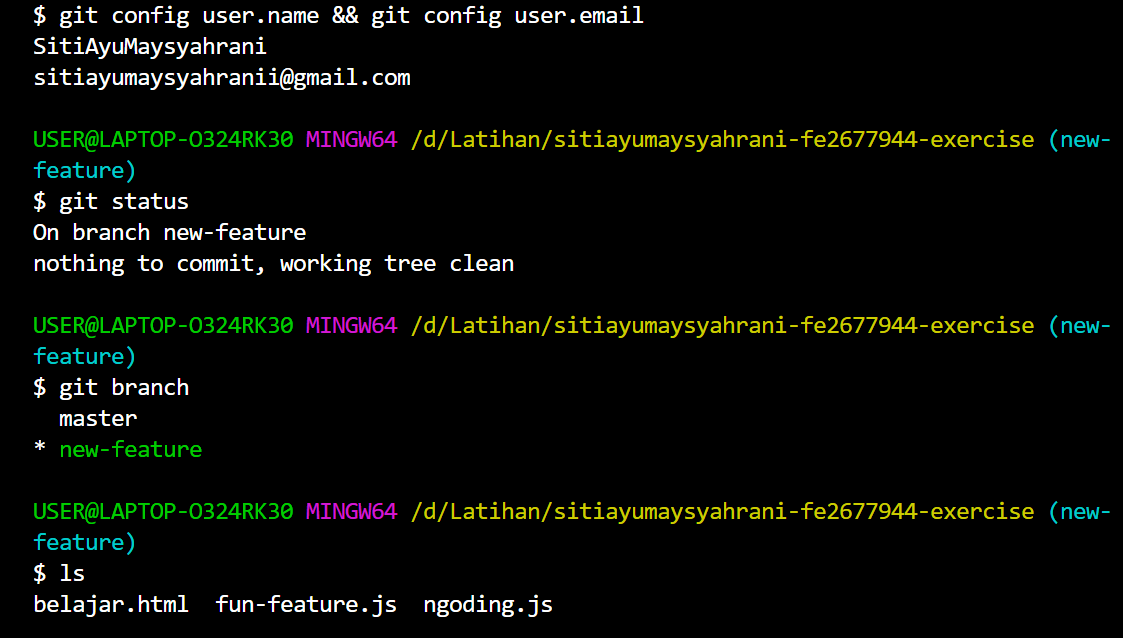 $ git config user.name && git config user.email
SitiAyuMaysyahrani
sitiayumaysyahranii@gmail.com
USER@LAPTOP-O324RK30 MINGW64 /d/Latihan/sitiayumaysyahrani-fe2677944-exercise (new-
feature)
$ git status
On branch new-feature
nothing to commit, working tree clean
USER@LAPTOP-O324RK30 MINGW64 /d/Latihan/sitiayumaysyahrani-fe2677944-exercise (new-
feature)
$ git branch
  master
* new-feature
USER@LAPTOP-O324RK30 MINGW64 /d/Latihan/sitiayumaysyahrani-fe2677944-exercise (new-
feature)
$ ls
belajar.html  fun-feature.js  ngoding.js